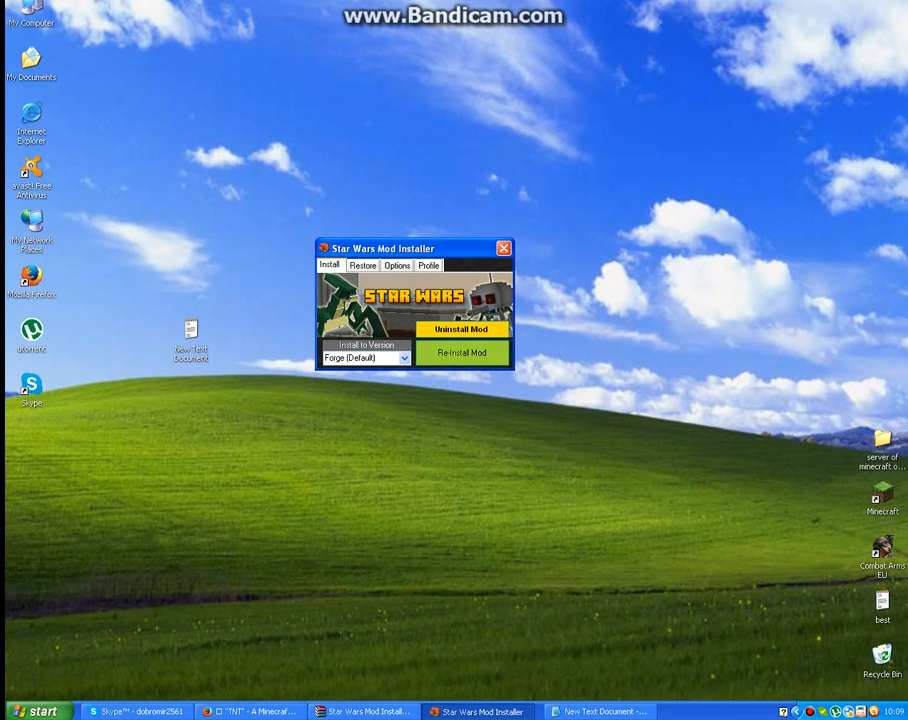 www.Bandicam.com
My Computer
My Documents
Internet
Explorer
avast! Free
Antivirus
My Network
Places
Mozilla Firefox
uTorrent
Skype
New Text
Document
Star Wars Mod Installer
Install
Restore
Options
Profile
STAR WARS
Uninstall Mod
Install to Version
Forge (Default)
Re-Install Mod
server of
minecraft o...
Minecraft
Combat Arms
EU
best
Recycle Bin
start
Skype™ - dobromir2561
"TNT" - A Minecraf...
Star Wars Mod Install...
Star Wars Mod Installer
New Text Document -...
10:09